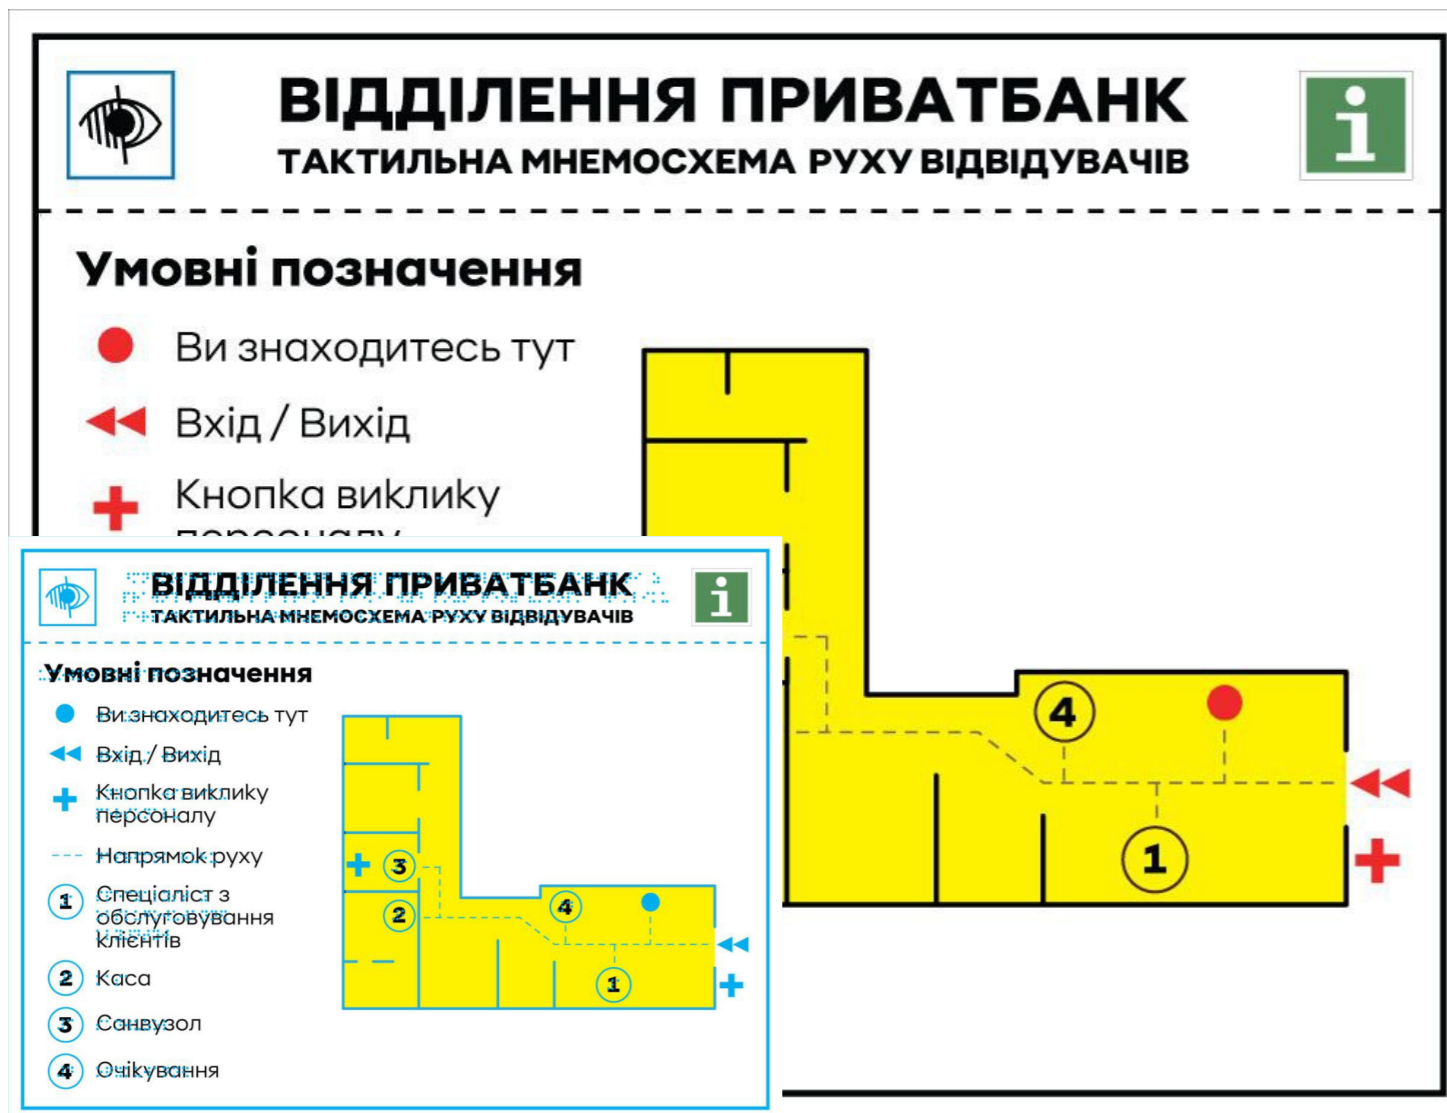 ВІДДІЛЕННЯ ПРИВАТБАНК
ТАКТИЛЬНА МНЕМОСХЕМА РУХУ ВІДВІДУВАЧІВ
Умовні позначення
Ви знаходитесь тут
Вхід / Вихід
Кнопка виклику
персоналу
4
1
ВІДДІЛЕННЯ ПРИВАТБАНК
ТАКТИЛЬНА МНЕМОСХЕМА РУХУ ВІДВІДУВАЧІВ
Умовні позначення
Ви знаходитесь тут
Вхід / Вихід
Кнопка виклику
персоналу
Напрямок руху
1 Спеціаліст з
обслуговування
клієнтів
2 Каса
3 Санвузол
4 Очікування
3
2
4
1